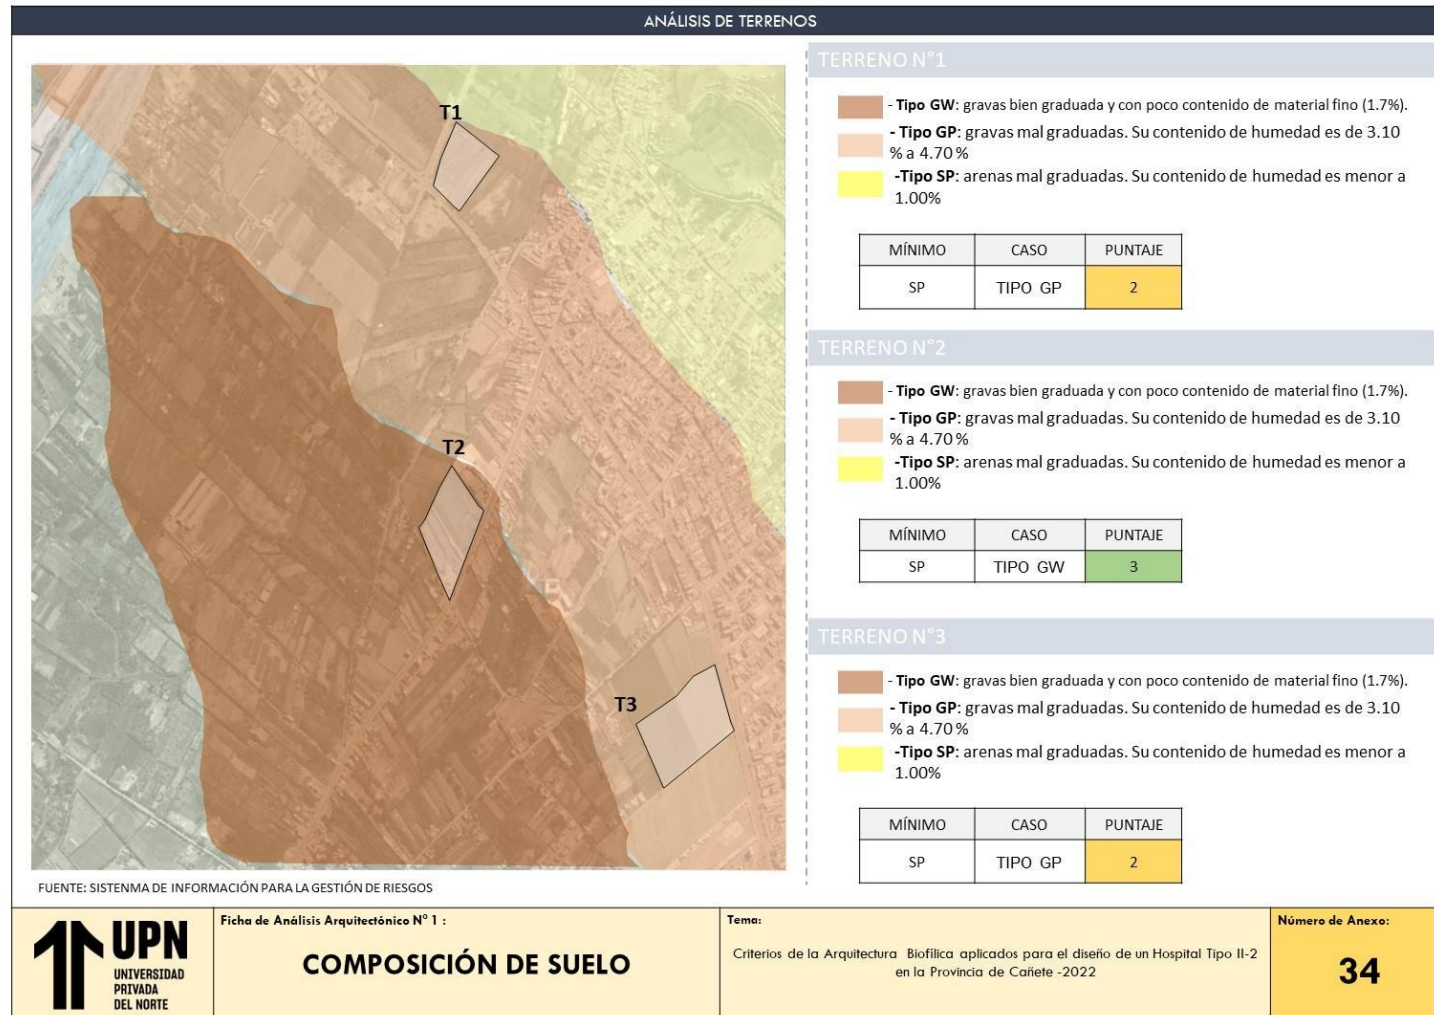 ANÁLISIS DE TERRENOS
T1
T2
T3
FUENTE: SISTENMA DE INFORMACIÓN PARA LA GESTIÓN DE RIESGOS
TERRENO N°1
- Tipo GW: gravas bien graduada y con poco contenido de material fino (1.7%).
- Tipo GP: gravas mal graduadas. Su contenido de humedad es de 3.10
% a 4.70 %
-Tipo SP: arenas mal graduadas. Su contenido de humedad es menor a
1.00%
MÍNIMO CASO PUNTAJE
SP TIPO GP 2
TERRENO N°2
- Tipo GW: gravas bien graduada y con poco contenido de material fino (1.7%).
- Tipo GP: gravas mal graduadas. Su contenido de humedad es de 3.10
% a 4.70 %
-Tipo SP: arenas mal graduadas. Su contenido de humedad es menor a
1.00%
MÍNIMO CASO PUNTAJE
SP TIPO GW 3
TERRENO N°3
- Tipo GW: gravas bien graduada y con poco contenido de material fino (1.7%).
- Tipo GP: gravas mal graduadas. Su contenido de humedad es de 3.10
% a 4.70 %
-Tipo SP: arenas mal graduadas. Su contenido de humedad es menor a
1.00%
MÍNIMO CASO PUNTAJE
SP TIPO GP 2
UPN
UNIVERSIDAD
PRIVADA
DEL NORTE
Ficha de Análisis Arquitectónico N° 1 :
COMPOSICIÓN DE SUELO
Tema:
Criterios de la Arquitectura Biofílica aplicados para el diseño de un Hospital Tipo II-2
en la Provincia de Cañete -2022
Número de Anexo:
34